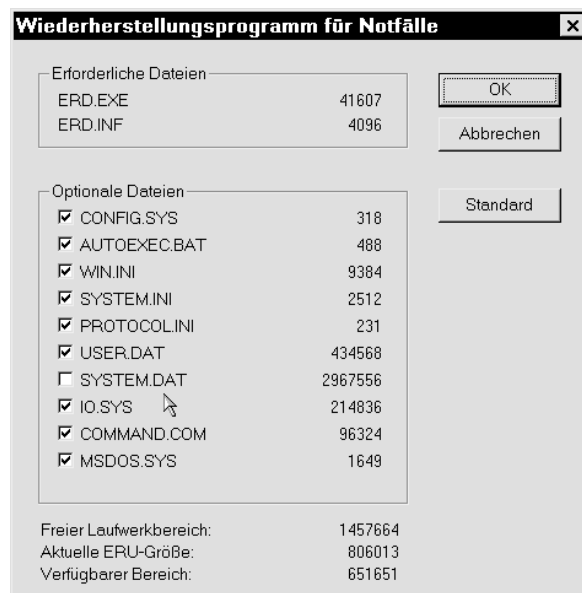 Wiederherstellungsprogramm für Notfälle
Erforderliche Dateien
ERD.EXE 41607
ERD.INF 4096
OK
Abbrechen
Optionale Dateien
Standard
CONFIG.SYS 318
AUTOEXEC.BAT 488
WIN.INI 9384
SYSTEM.INI 2512
PROTOCOL.INI 231
USER.DAT 434568
SYSTEM.DAT 2967556
IO.SYS 214836
COMMAND.COM 96324
MSDOS.SYS 1649
Freier Laufwerkbereich: 1457664
Aktuelle ERU-Größe: 806013
Verfügbarer Bereich: 651651